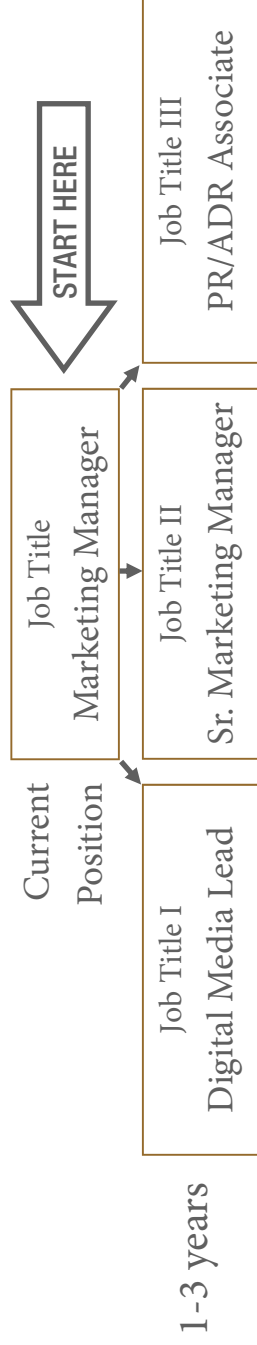 START HERE
Current
Position
Job Title
Marketing Manager
1-3 years
Job Title I
Digital Media Lead
Job Title II
Sr. Marketing Manager
Job Title III
PR/ADR Associate